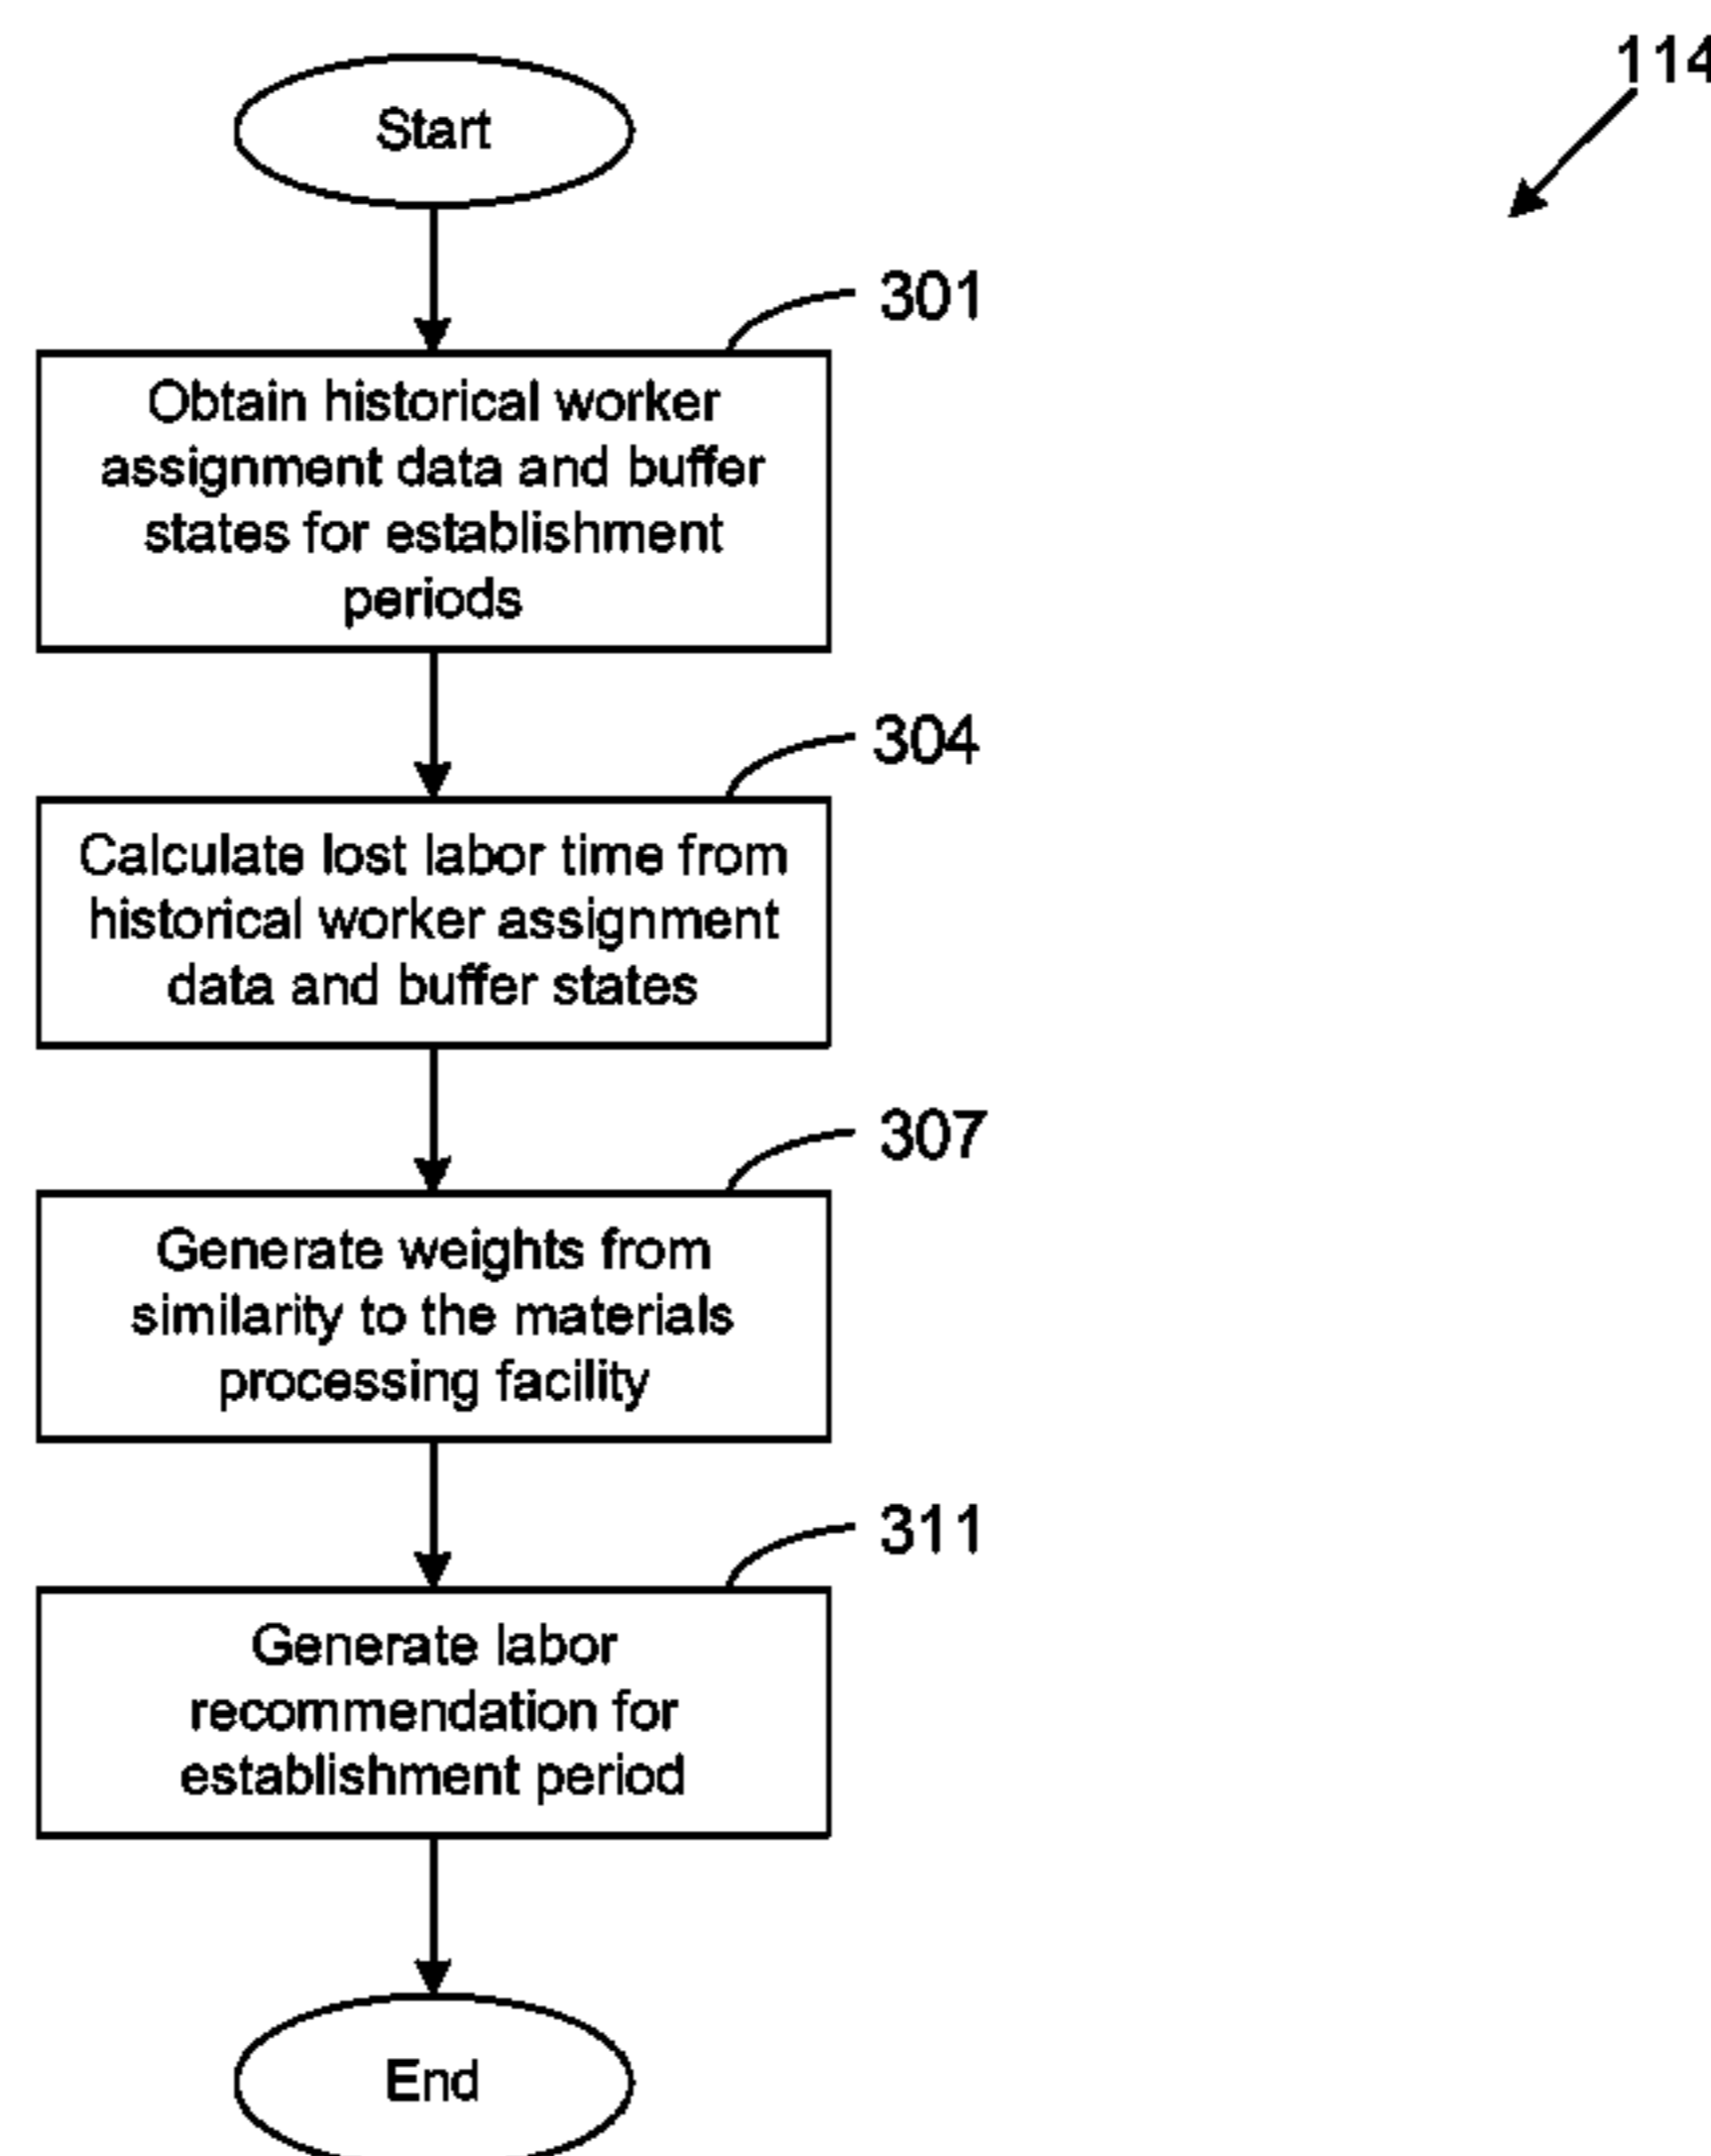 114
Start
301
Obtain historical worker
assignment data and buffer
states for establishment
periods
304
Calculate lost labor time from
historical worker assignment
data and buffer states
307
Generate weights from
similarity to the materials
processing facility
311
Generate labor
recommendation for
establishment period
End